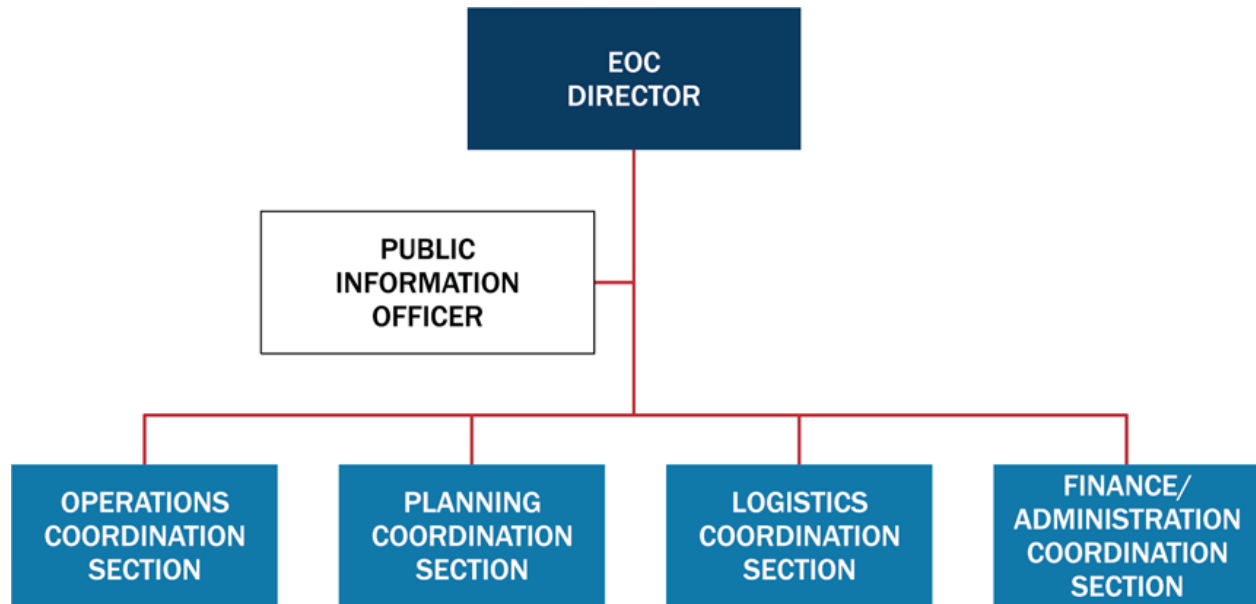 EOC
DIRECTOR
PUBLIC
INFORMATION
OFFICER
OPERATIONS
COORDINATION
SECTION
PLANNING
COORDINATION
SECTION
LOGISTICS
COORDINATION
SECTION
FINANCE/
ADMINISTRATION
COORDINATION
SECTION